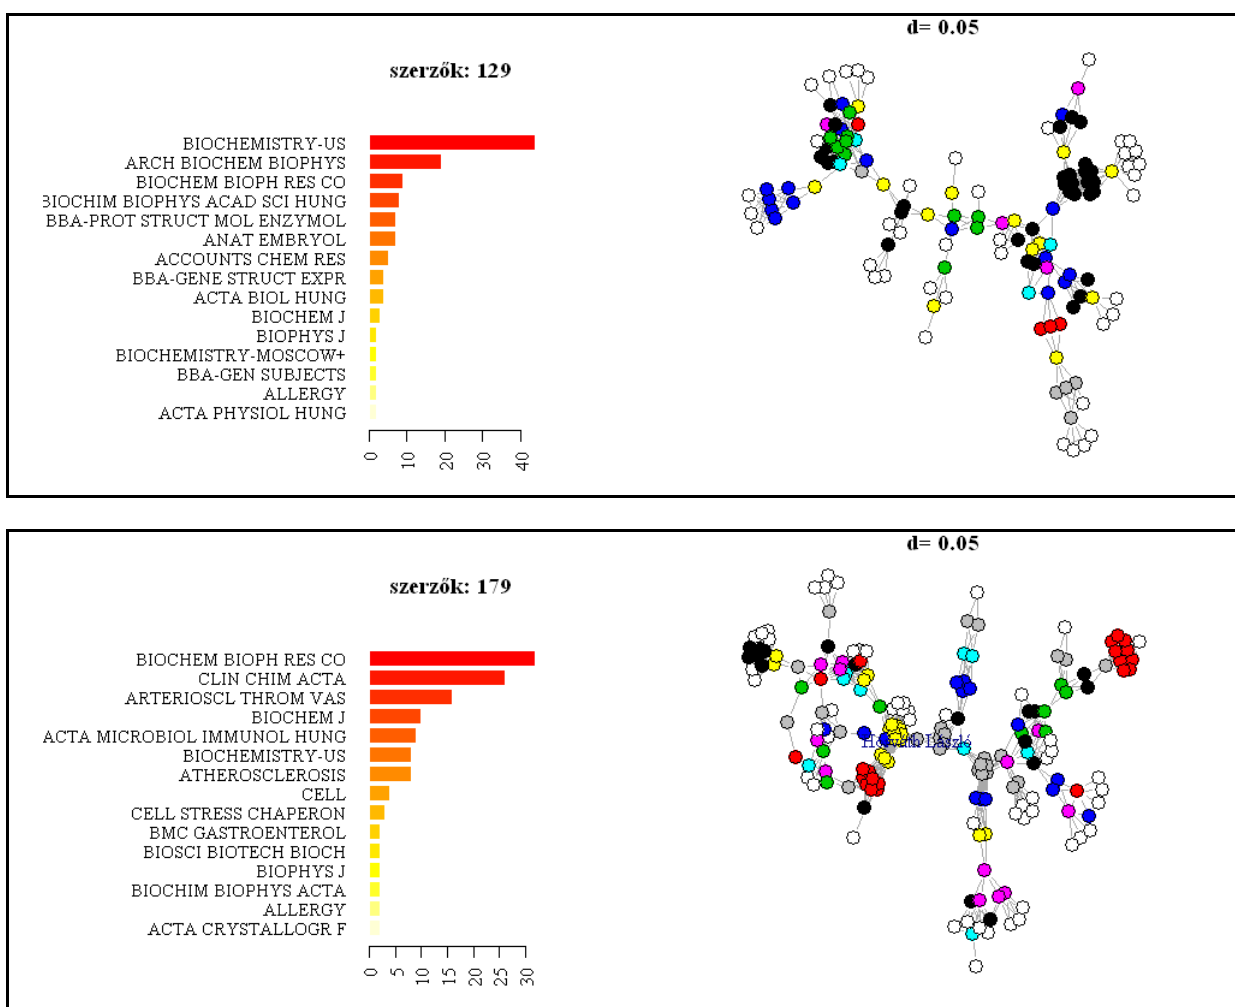 d= 0.05
szerzők: 129
BIOCHEMISTRY-US
ARCH BIOCHEM BIOPHYS
BIOCHEM BIOPH RES CO
BIOCHIM BIOPHYS ACAD SCI HUNG
BBA-PROT STRUCT MOL ENZYMOL
ANAT EMBRYOL
ACCOUNTS CHEM RES
BBA-GENE STRUCT EXPR
ACTA BIOL HUNG
BIOCHEM J
BIOPHYS J
BIOCHEMISTRY-MOSCOW+
BBA-GEN SUBJECTS
ALLERGY
ACTA PHYSIOL HUNG
0 10 20 30 40
d= 0.05
szerzők: 179
BIOCHEM BIOPH RES CO
CLIN CHIM ACTA
ARTERIOSCL THROM VAS
BIOCHEM J
ACTA MICROBIOL IMMUNOL HUNG
BIOCHEMISTRY-US
ATHEROSCLEROSIS
CELL
CELL STRESS CHAPERON
BMC GASTROENTEROL
BIOSCI BIOTECH BIOCH
BIOPHYS J
BIOCHIM BIOPHYS ACTA
ALLERGY
ACTA CRYSTALLOGR F
0 5 10 15 20 25 30
Horváth László